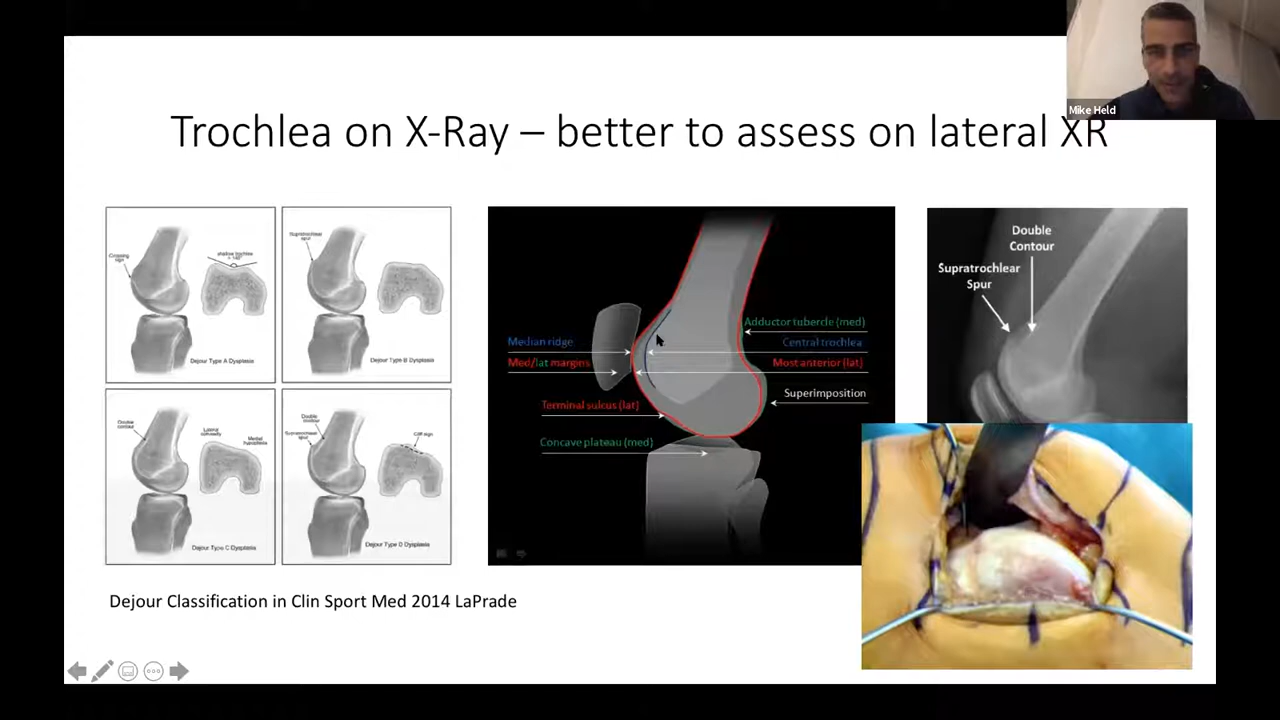 Mike Held
Trochlea on X-Ray – better to assess on lateral XR
Crossing
sign
shallow trochlea
Dejour Type A Dysplasia
Supratrochlear
spur
Dejour Type B Dysplasia
Double
contour
Lateral
convexity
Medial
hypoplasia
Dejour Type C Dysplasia
Double
contour
Supratrochlear
spur
Cliff sign
Dejour Type D Dysplasia
Median ridge
Med/lat margins
Terminal sulcus (lat)
Concave plateau (med)
Adductor tubercle (med)
Central trochlea
Most anterior (lat)
Superimposition
Double
Contour
Supratrochlear
Spur
Dejour Classification in Clin Sport Med 2014 LaPrade